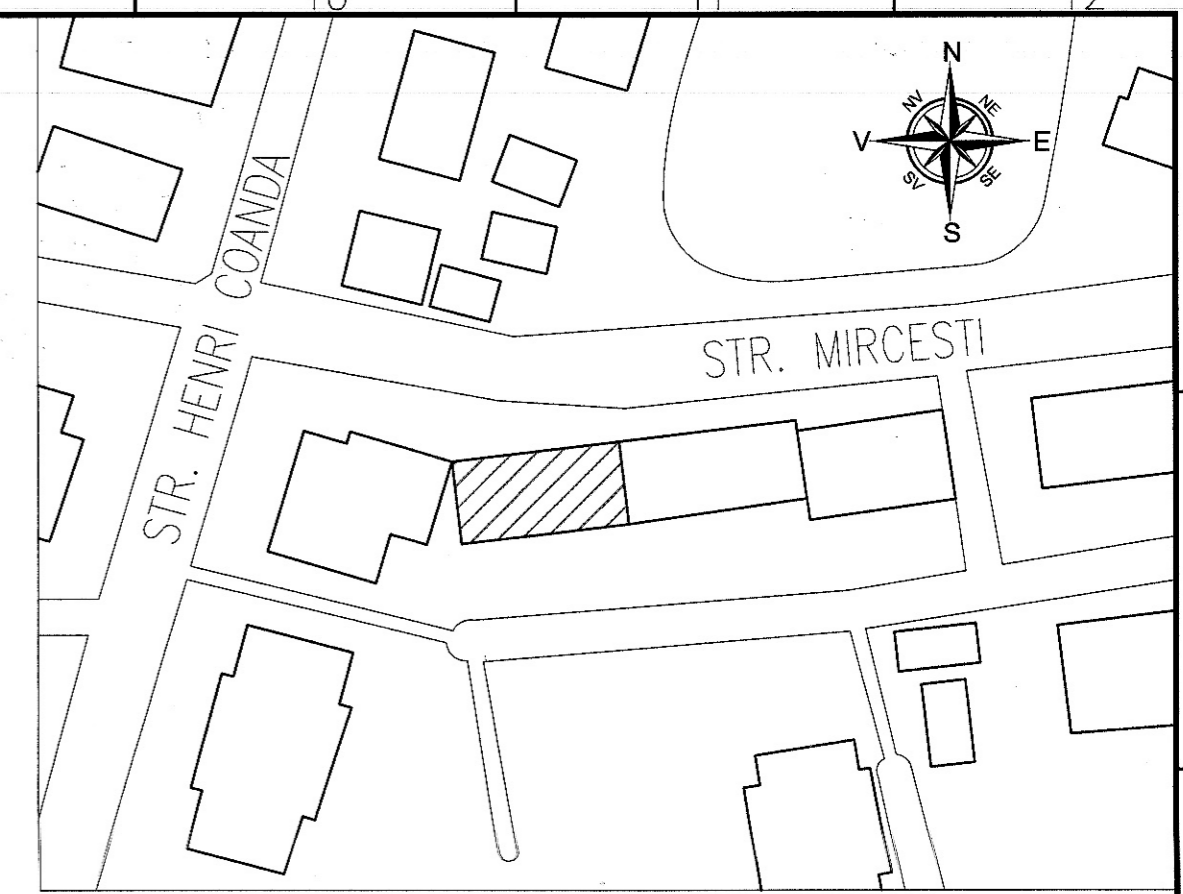 N
NV NE
V E
SV SE
S
STR. HENRI COANDA
STR. MIRCESTI